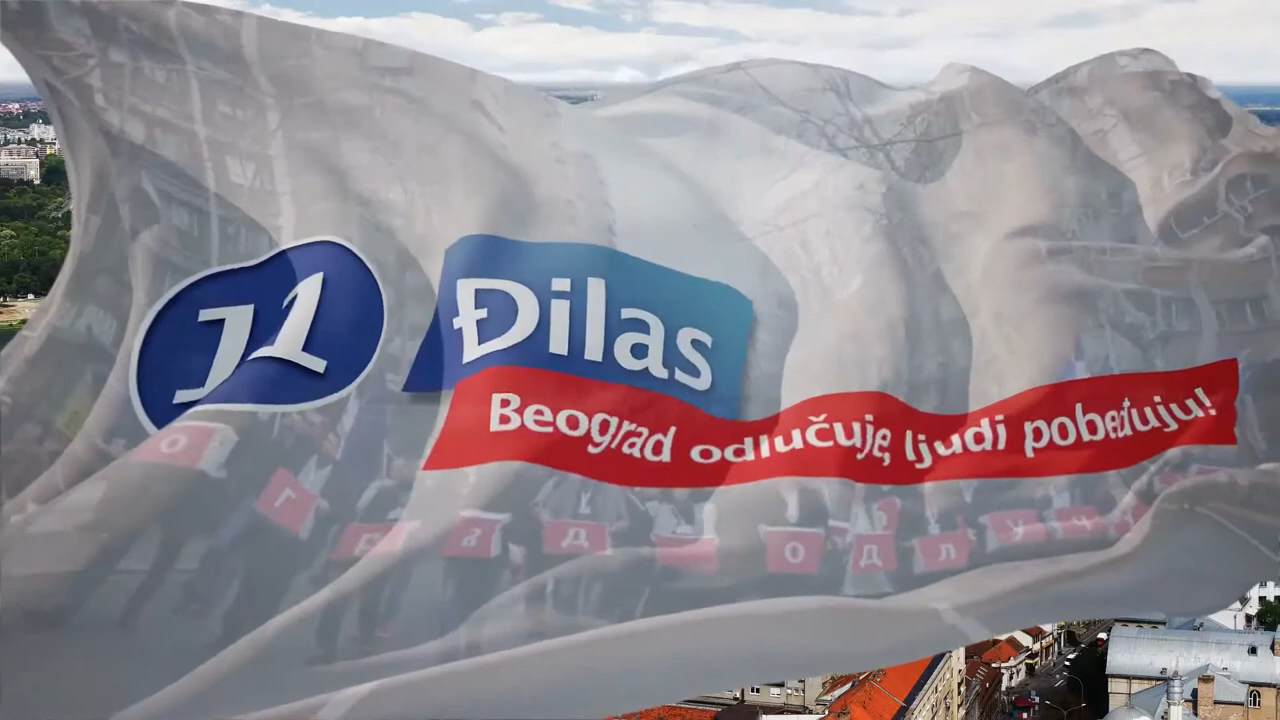 1
Đilas
Beograd odlučuje, ljudi pobeđuju!
О Г Р А Д О Д Л У Ч